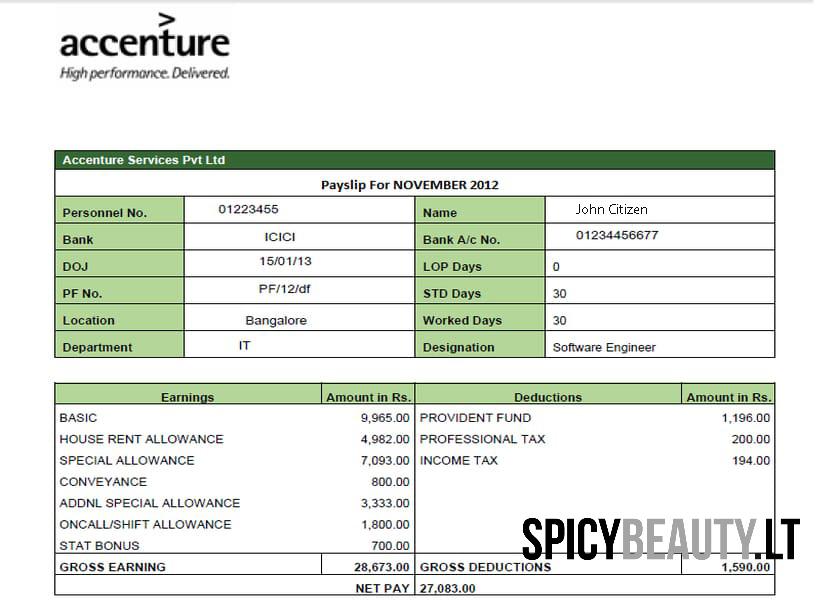 >
accenture
High performance. Delivered.
Accenture Services Pvt Ltd
Payslip For NOVEMBER 2012
Personnel No. 01223455 Name John Citizen
Bank ICICI Bank A/c No. 01234456677
DOJ 15/01/13 LOP Days 0
PF No. PF/12/df STD Days 30
Location Bangalore Worked Days 30
Department IT Designation Software Engineer
Earnings Amount in Rs. Deductions Amount in Rs.
BASIC 9,965.00 PROVIDENT FUND 1,196.00
HOUSE RENT ALLOWANCE 4,982.00 PROFESSIONAL TAX 200.00
SPECIAL ALLOWANCE 7,093.00 INCOME TAX 194.00
CONVEYANCE 800.00
ADDNL SPECIAL ALLOWANCE 3,333.00
ONCALL/SHIFT ALLOWANCE 1,800.00
STAT BONUS 700.00
SPICYBEAUTY.LT
GROSS EARNING 28,673.00 GROSS DEDUCTIONS 1,590.00
NET PAY 27,083.00